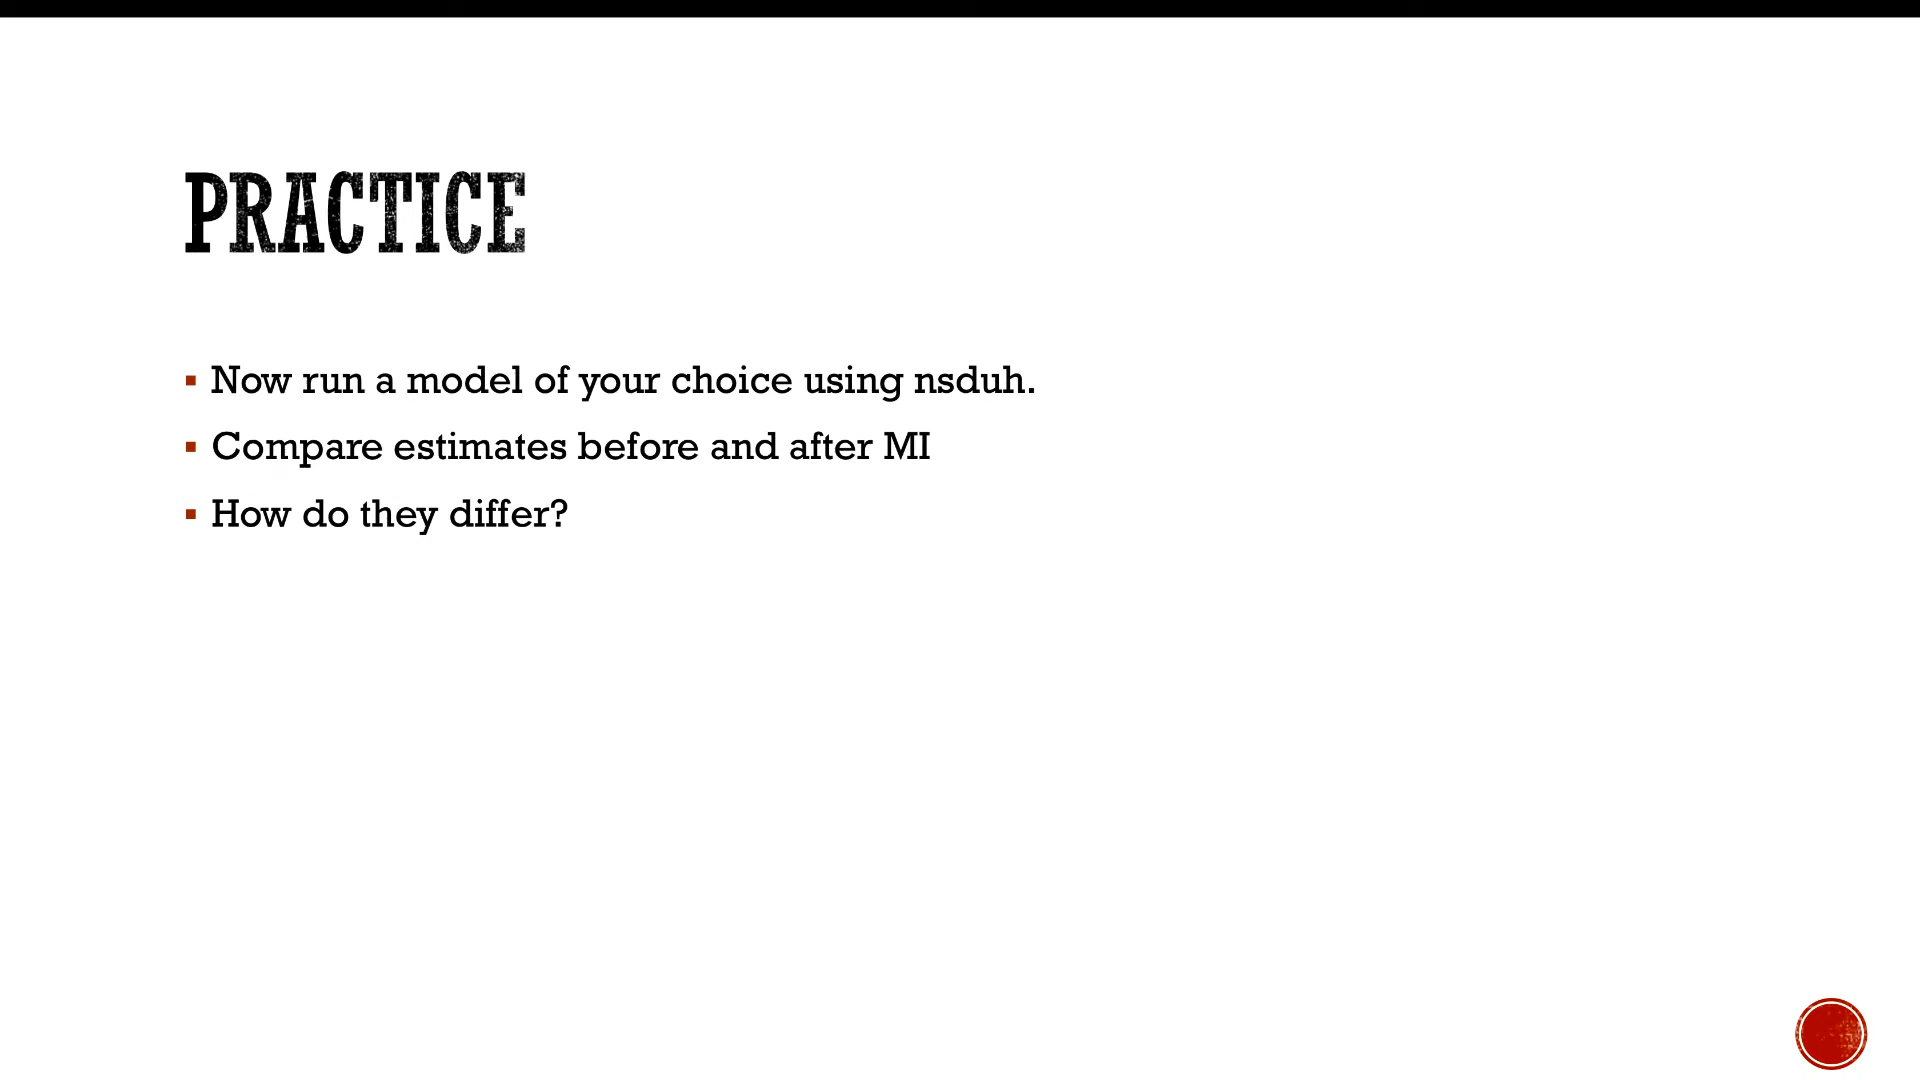 PRACTICE
▪ Now run a model of your choice using nsduh.
▪ Compare estimates before and after MI
▪ How do they differ?